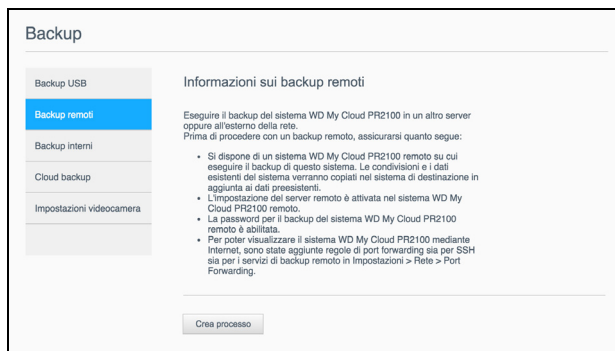 Backup
Backup USB
Backup remoti
Backup interni
Cloud backup
Impostazioni videocamera
Informazioni sui backup remoti
Eseguire il backup del sistema WD My Cloud PR2100 in un altro server
oppure all'esterno della rete.
Prima di procedere con un backup remoto, assicurarsi quanto segue:
• Si dispone di un sistema WD My Cloud PR2100 remoto su cui
eseguire il backup di questo sistema. Le condivisioni e i dati
esistenti del sistema verranno copiati nel sistema di destinazione in
aggiunta ai dati preesistenti.
• L'impostazione del server remoto è attivata nel sistema WD My
Cloud PR2100 remoto.
• La password per il backup del sistema WD My Cloud PR2100
remoto è abilitata.
• Per poter visualizzare il sistema WD My Cloud PR2100 mediante
Internet, sono state aggiunte regole di port forwarding sia per SSH
sia per i servizi di backup remoto in Impostazioni > Rete > Port
Forwarding.
Crea processo